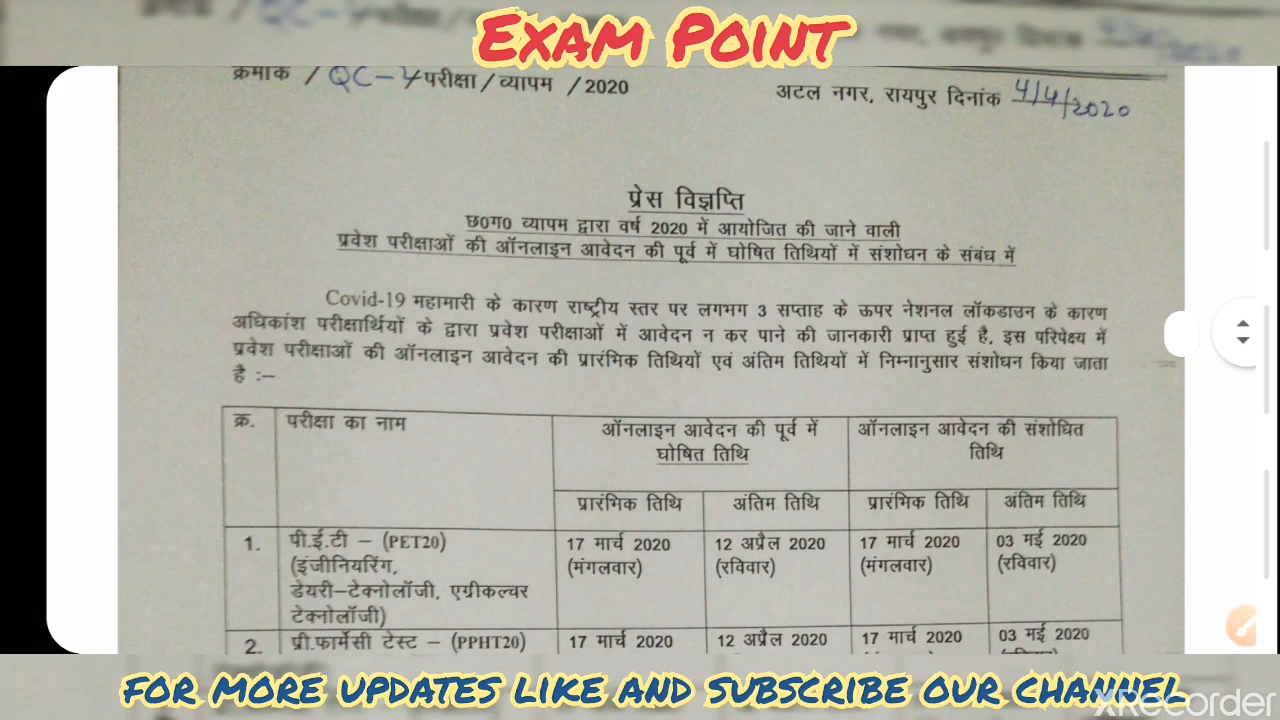 EXAM POINT
क्रमांक / QC-4 परीक्षा / व्यापम / 2020
अटल नगर, रायपुर दिनांक 4/4/2020
प्रेस विज्ञप्ति
छ0ग0 व्यापम द्वारा वर्ष 2020 में आयोजित की जाने वाली
प्रवेश परीक्षाओं की ऑनलाइन आवेदन की पूर्व में घोषित तिथियों में संशोधन के संबंध में
Covid-19 महामारी के कारण राष्ट्रीय स्तर पर लगभग 3 सप्ताह के ऊपर नेशनल लॉकडाउन के कारण
अधिकांश परीक्षार्थियों के द्वारा प्रवेश परीक्षाओं में आवेदन न कर पाने की जानकारी प्राप्त हुई है, इस परिपेक्ष्य में
प्रवेश परीक्षाओं की ऑनलाइन आवेदन की प्रारंभिक तिथियों एवं अंतिम तिथियों में निम्नानुसार संशोधन किया जाता
है :–
क्र. परीक्षा का नाम ऑनलाइन आवेदन की पूर्व में ऑनलाइन आवेदन की संशोधित
घोषित तिथि तिथि
प्रारंभिक तिथि अंतिम तिथि प्रारंभिक तिथि अंतिम तिथि
1. पी.ई.टी – (PET20) 17 मार्च 2020 12 अप्रैल 2020 17 मार्च 2020 03 मई 2020
(इंजीनियरिंग, (मंगलवार) (रविवार) (मंगलवार) (रविवार)
डेयरी–टेक्नोलॉजी, एग्रीकल्चर
टेक्नोलॉजी)
2. प्री.फार्मेसी टेस्ट – (PPHT20) 17 मार्च 2020 12 अप्रैल 2020 17 मार्च 2020 03 मई 2020
FOR MORE UPDATES LIKE AND SUBSCRIBE OUR CHANNEL
XRecorder